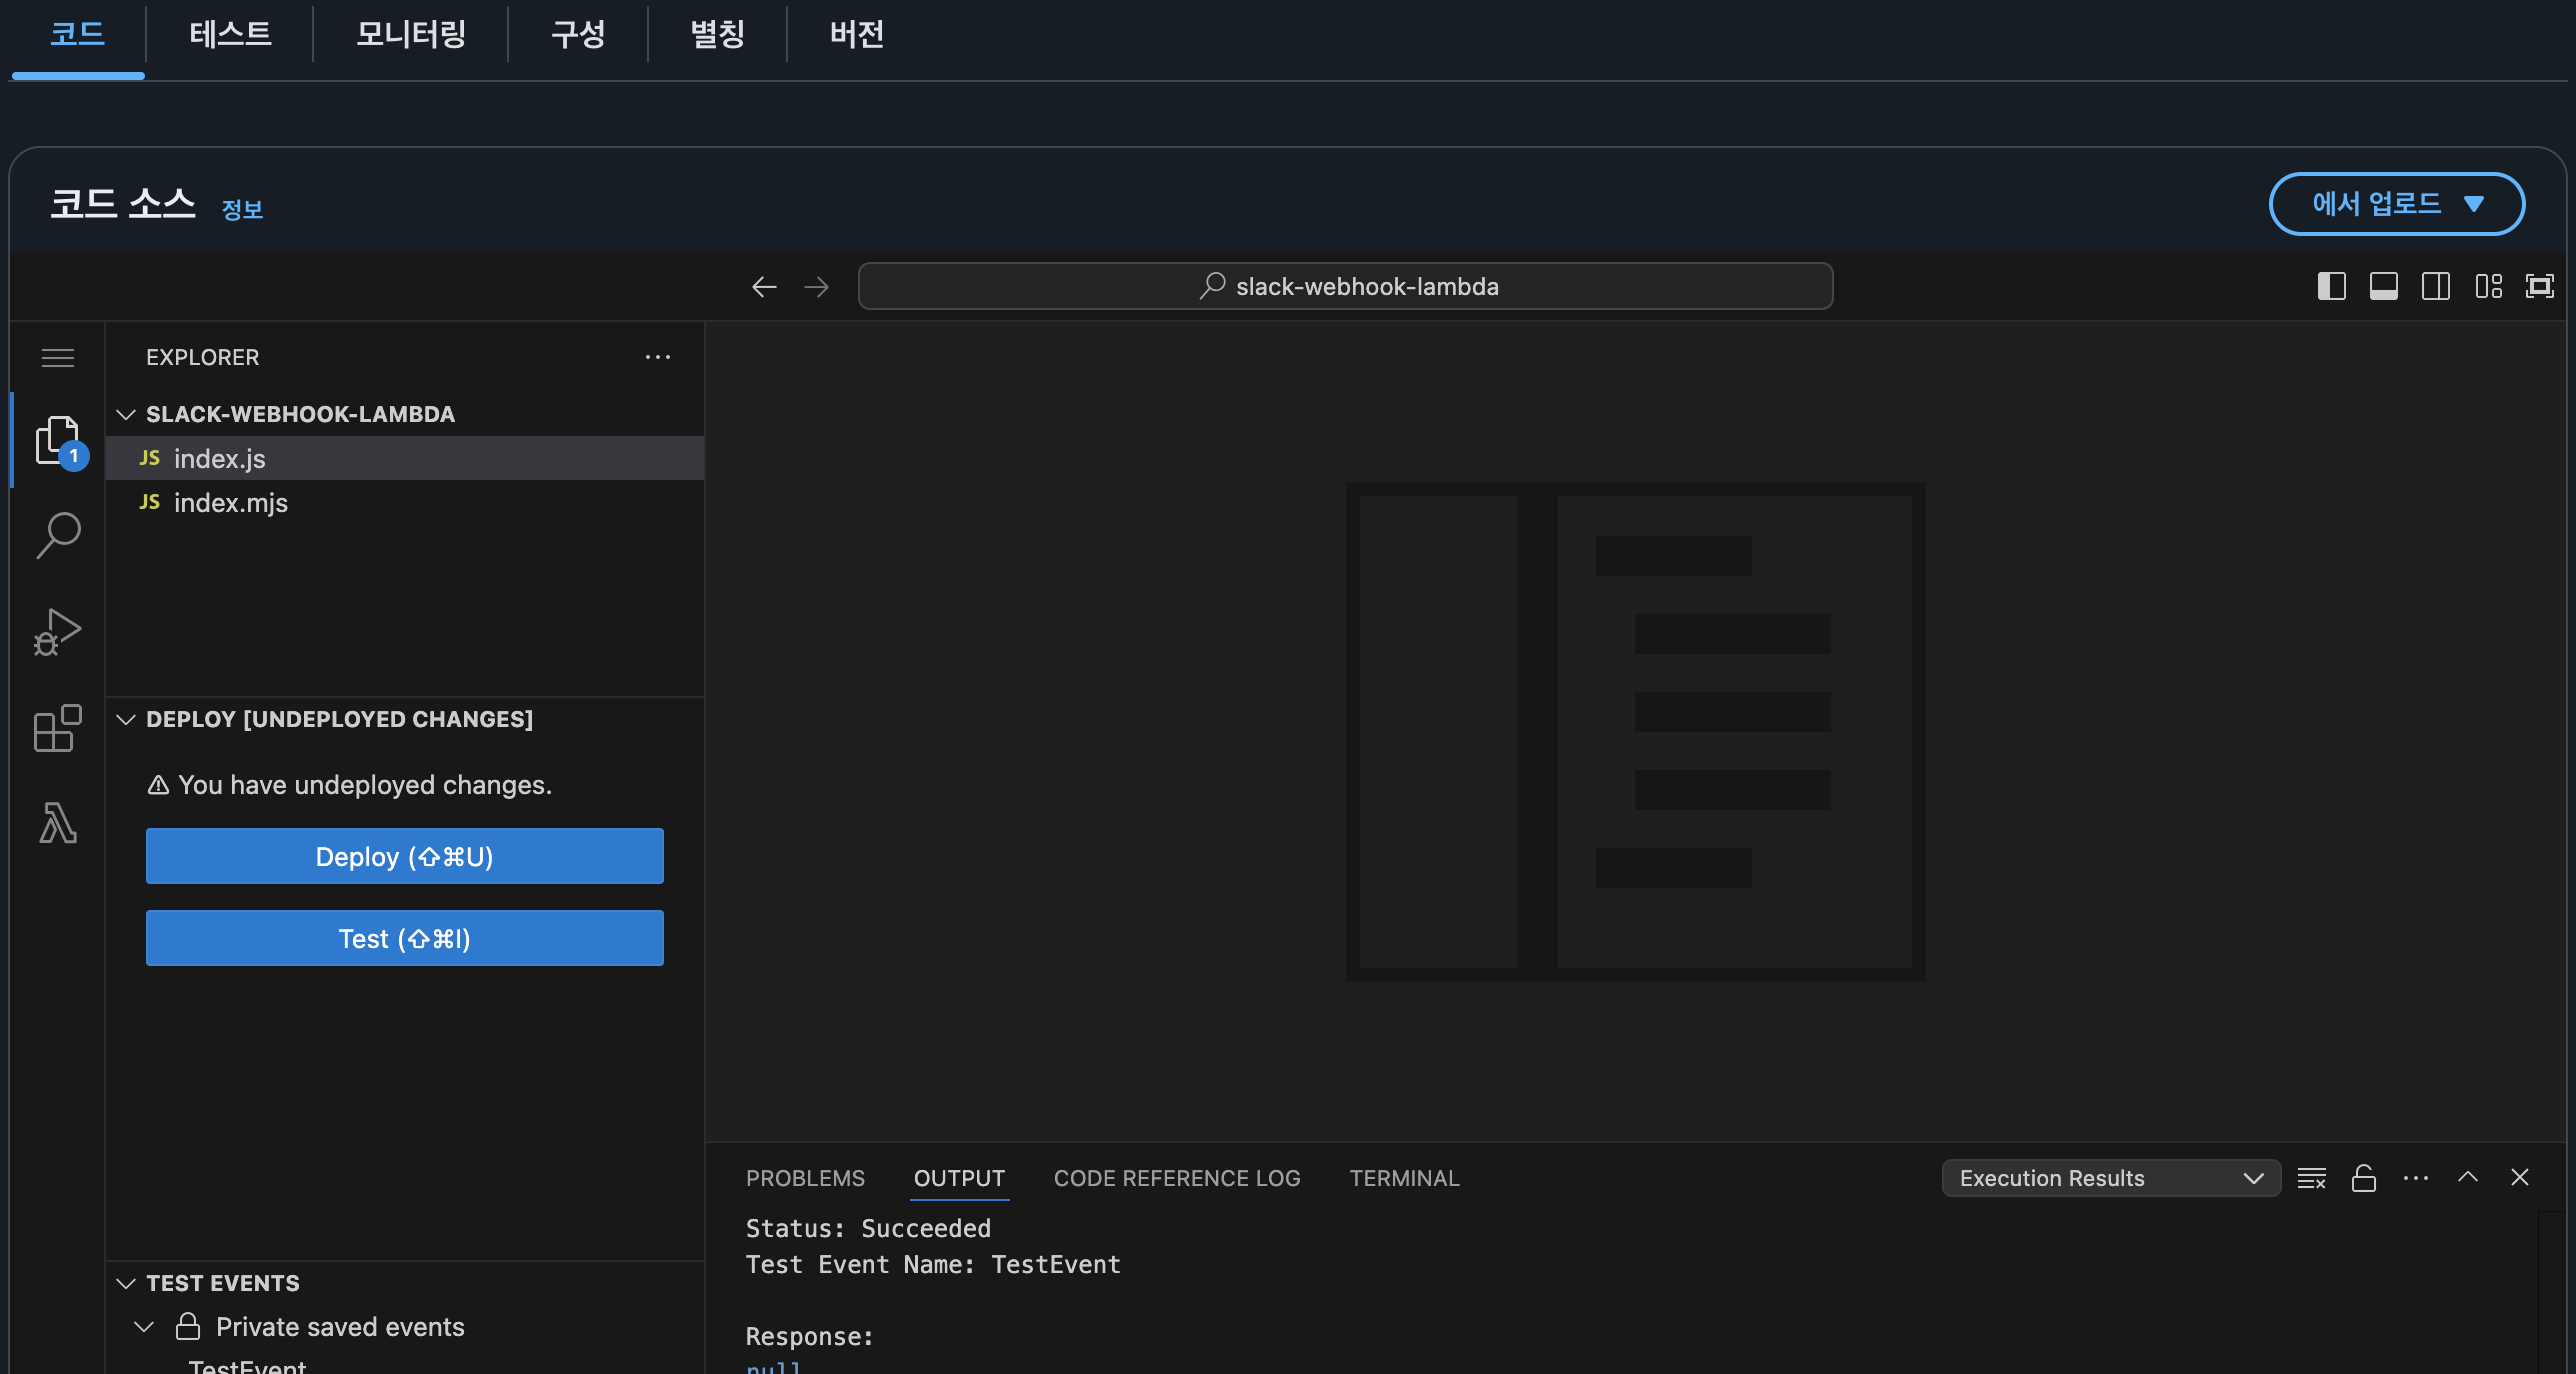 코드 테스트 모니터링 구성 별칭 버전
코드 소스 정보
에서 업로드
slack-webhook-lambda
EXPLORER
SLACK-WEBHOOK-LAMBDA
JS index.js
JS index.mjs
1
DEPLOY [UNDEPLOYED CHANGES]
You have undeployed changes.
Deploy (⇧⌘U)
Test (⇧⌘I)
TEST EVENTS
Private saved events
TestEvent
PROBLEMS OUTPUT CODE REFERENCE LOG TERMINAL
Execution Results
Status: Succeeded
Test Event Name: TestEvent
Response:
null